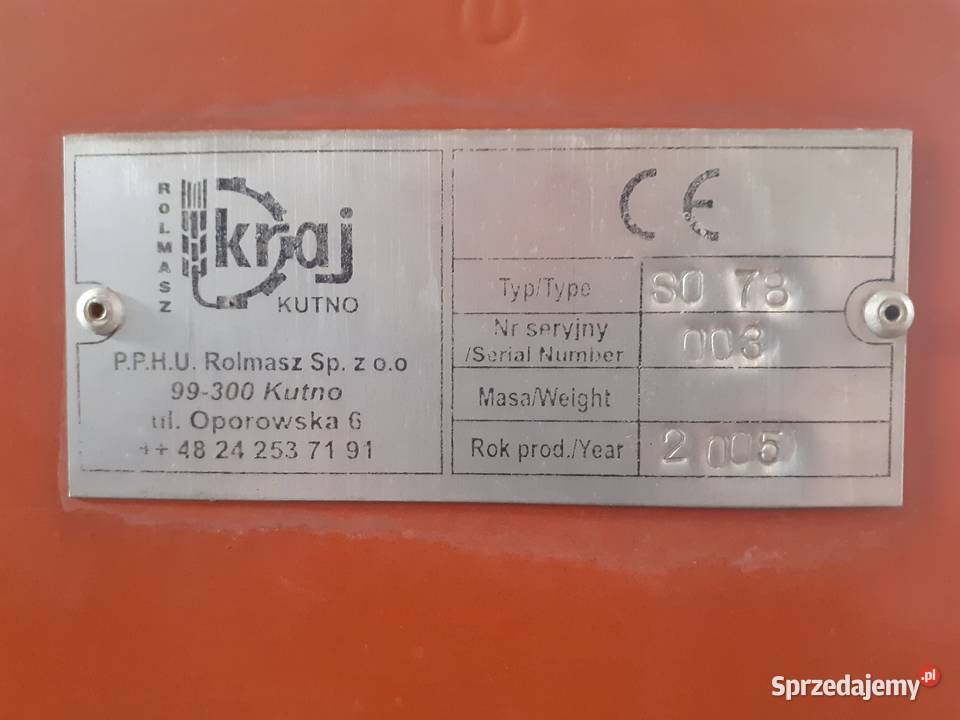 ROLMASZ
kraj
KUTNO
P.P.H.U. Rolmasz Sp. z o.o
99-300 Kutno
ul. Oporowska 6
++ 48 24 253 71 91
CE
Typ/Type SO 78
Nr seryjny
/Serial Number 003
Masa/Weight
Rok prod./Year 2 005
Sprzedajemy.pl